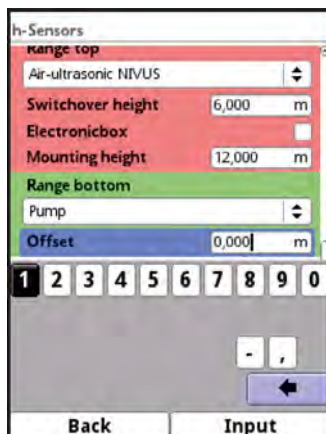 h-Sensors
Range top
Air-ultrasonic NIVUS
Switchover height 6,000 m
Electronicbox
Mounting height 12,000 m
Range bottom
Pump
Offset 0,000 m
1 2 3 4 5 6 7 8 9 0
- ,
Back Input